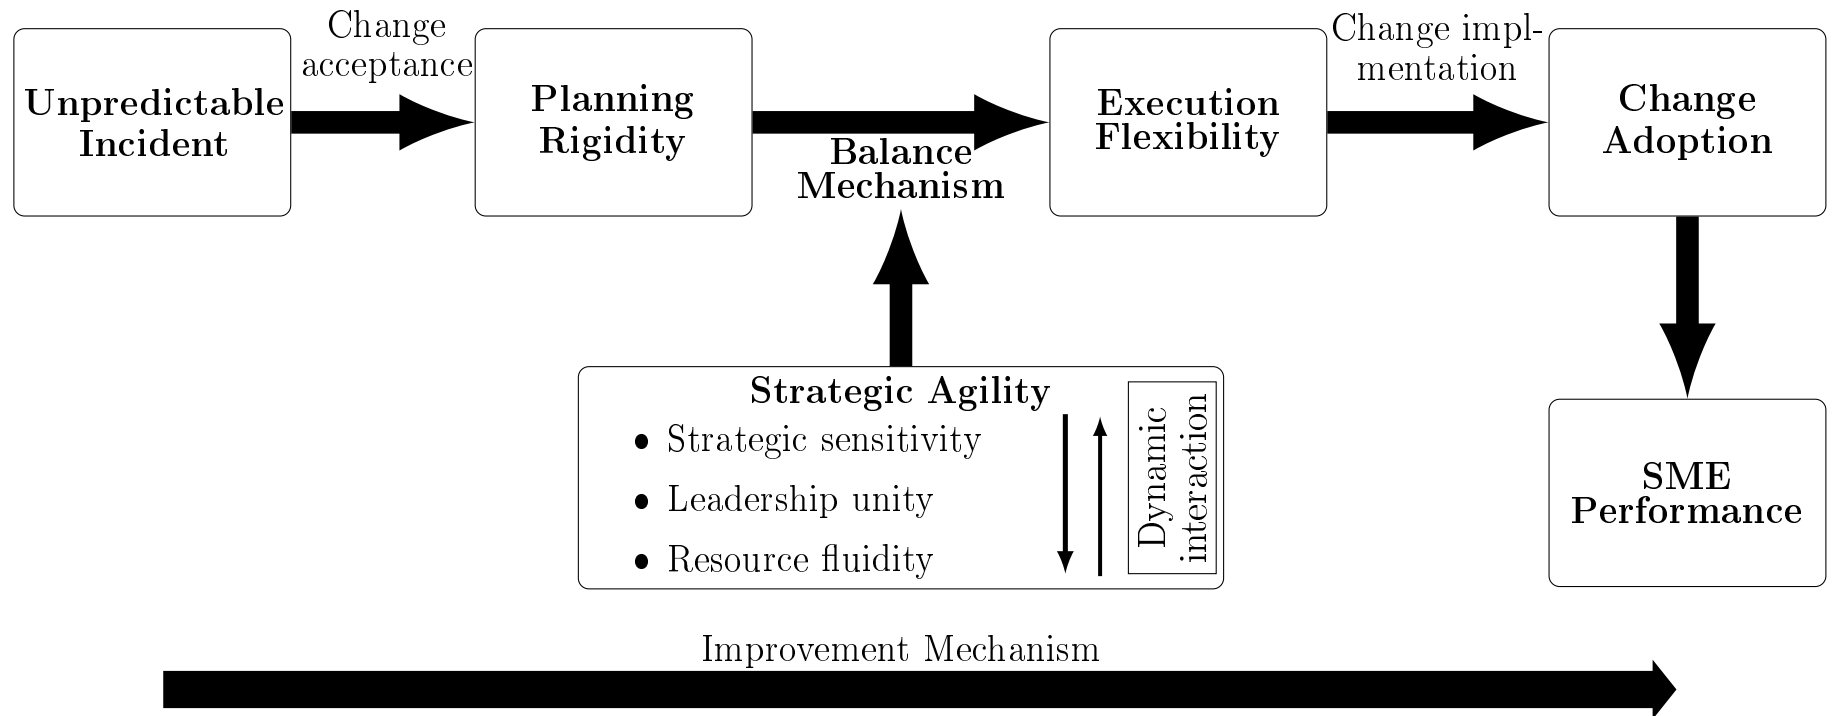 Unpredictable
Incident
Change
acceptance
Planning
Rigidity
Balance
Mechanism
Execution
Flexibility
Change impl-
mentation
Change
Adoption
Strategic Agility
• Strategic sensitivity
• Leadership unity
• Resource fluidity
Dynamic
interaction
SME
Performance
Improvement Mechanism